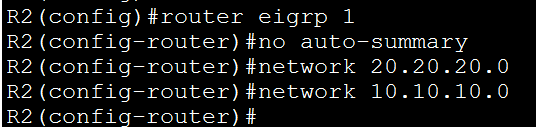 R2(config)#router eigrp 1
R2(config-router)#no auto-summary
R2(config-router)#network 20.20.20.0
R2(config-router)#network 10.10.10.0
R2(config-router)#